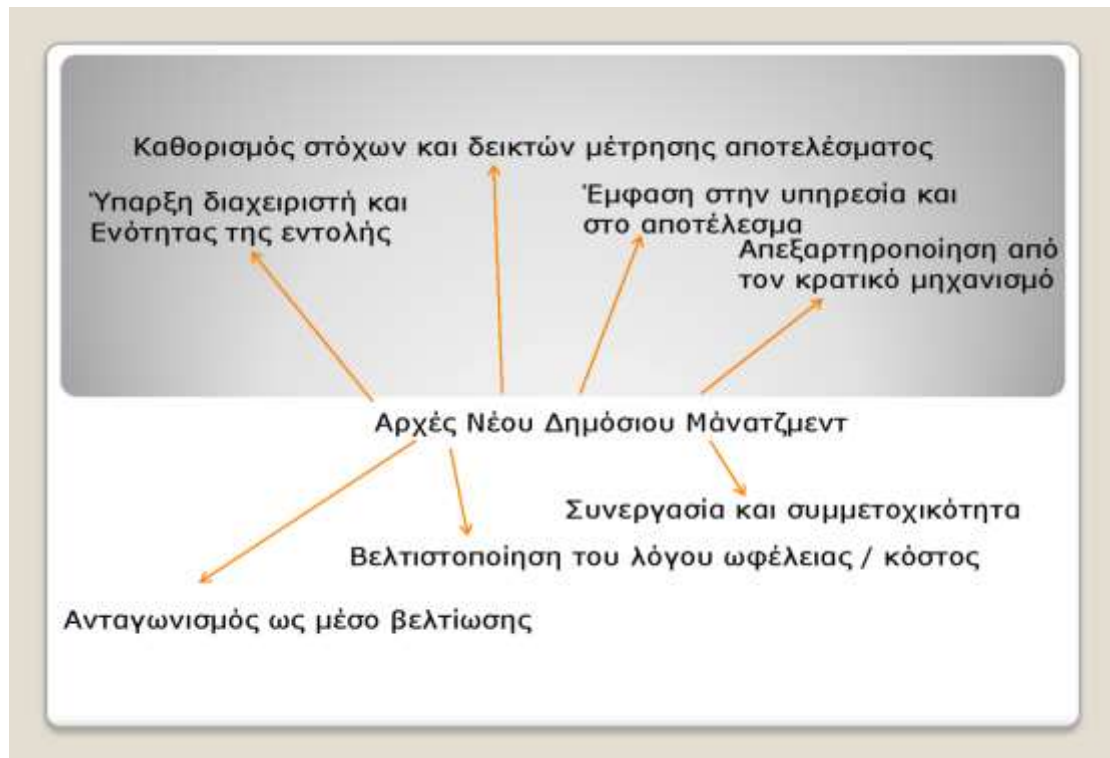 Καθορισμός στόχων και δεικτών μέτρησης αποτελέσματος
Ύπαρξη διαχειριστή και
Ενότητας της εντολής
Έμφαση στην υπηρεσία και
στο αποτέλεσμα
Απεξαρτηροποίηση από
τον κρατικό μηχανισμό
Αρχές Νέου Δημόσιου Μάνατζμεντ
Συνεργασία και συμμετοχικότητα
Βελτιστοποίηση του λόγου ωφέλειας / κόστος
Ανταγωνισμός ως μέσο βελτίωσης